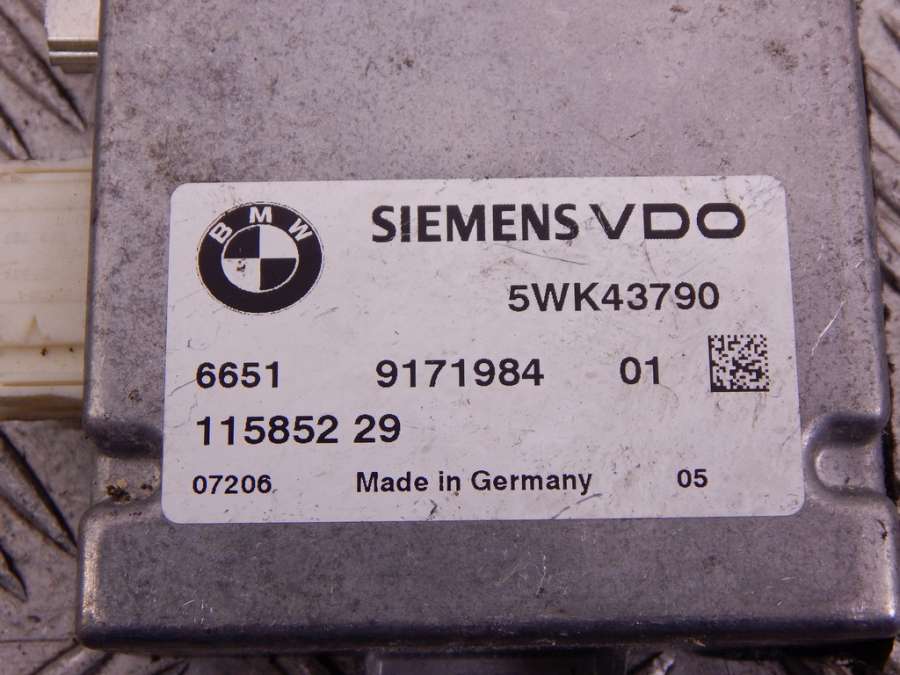 BMW
SIEMENS VDO
5WK43790
6651 9171984 01
115852 29
07206 Made in Germany 05